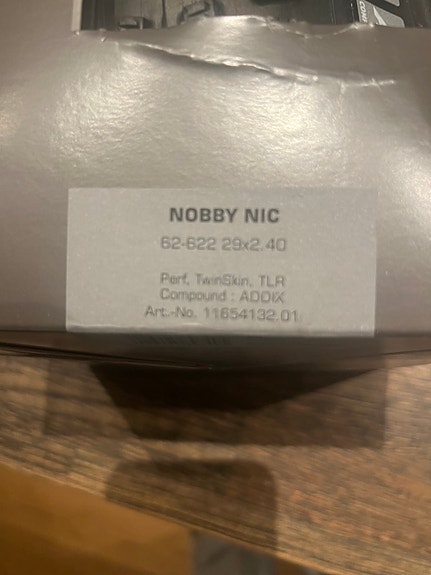 NOBBY NIC
62-622 29x2.40
Perf, TwinSkin, TLR
Compound : ADDIX
Art.-No. 11654132.01